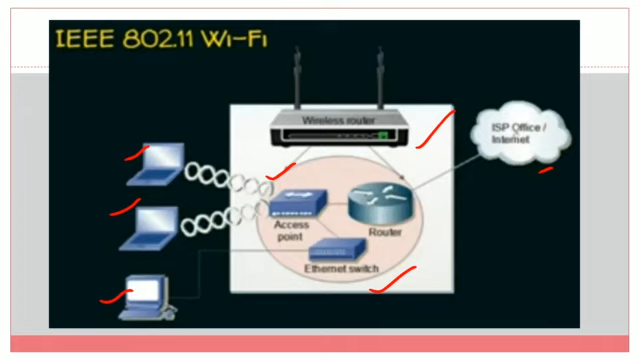 IEEE 802.11 Wi-Fi
Wireless router
ISP Office /
Internet
Access
point
Router
Ethernet switch